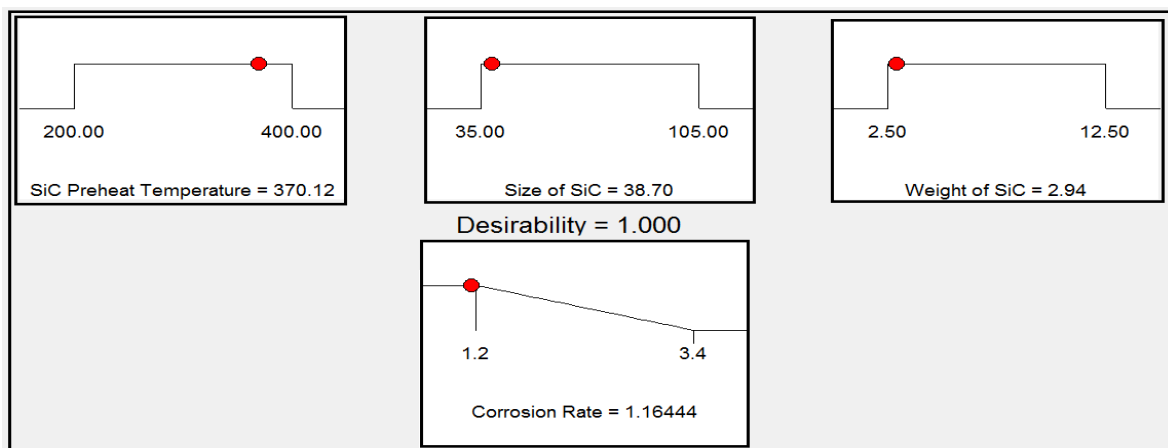 200.00 400.00
SiC Preheat Temperature = 370.12
35.00 105.00
Size of SiC = 38.70
2.50 12.50
Weight of SiC = 2.94
Desirability = 1.000
1.2 3.4
Corrosion Rate = 1.16444